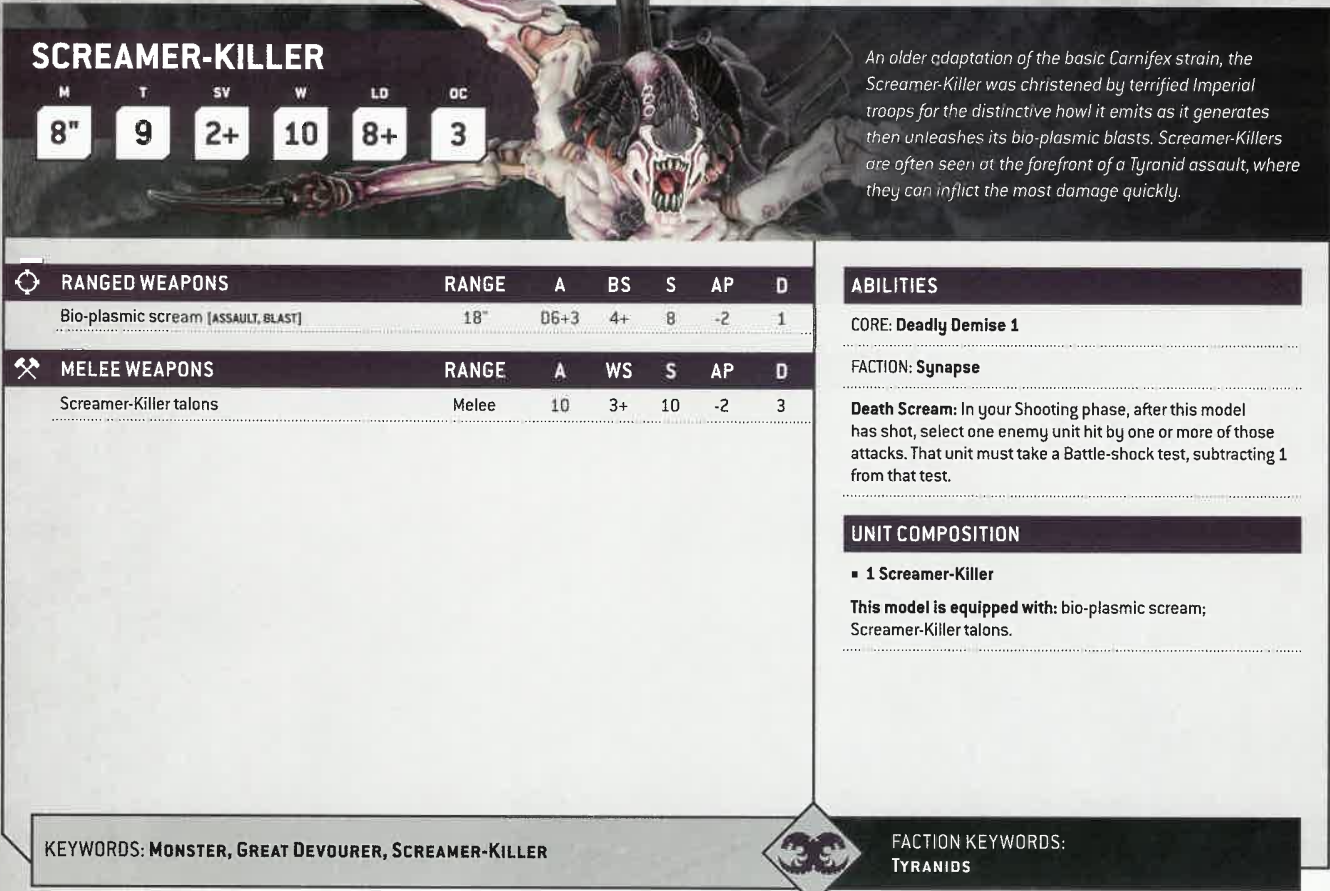 SCREAMER-KILLER
M T SV W LD OC
8" 9 2+ 10 8+ 3
An older adaptation of the basic Carnifex strain, the
Screamer-Killer was christened by terrified Imperial
troops for the distinctive howl it emits as it generates
then unleashes its bio-plasmic blasts. Screamer-Killers
are often seen at the forefront of a Tyranid assault, where
they can inflict the most damage quickly.
RANGED WEAPONS RANGE A BS S AP D
Bio-plasmic scream [ASSAULT, BLAST] 18" D6+3 4+ 8 -2 1
MELEE WEAPONS RANGE A WS S AP D
Screamer-Killer talons Melee 10 3+ 10 -2 3
ABILITIES
CORE: Deadly Demise 1
FACTION: Synapse
Death Scream: In your Shooting phase, after this model
has shot, select one enemy unit hit by one or more of those
attacks. That unit must take a Battle-shock test, subtracting 1
from that test.
UNIT COMPOSITION
▪ 1 Screamer-Killer
This model is equipped with: bio-plasmic scream;
Screamer-Killer talons.
KEYWORDS: MONSTER, GREAT DEVOURER, SCREAMER-KILLER
FACTION KEYWORDS:
TYRANIDS